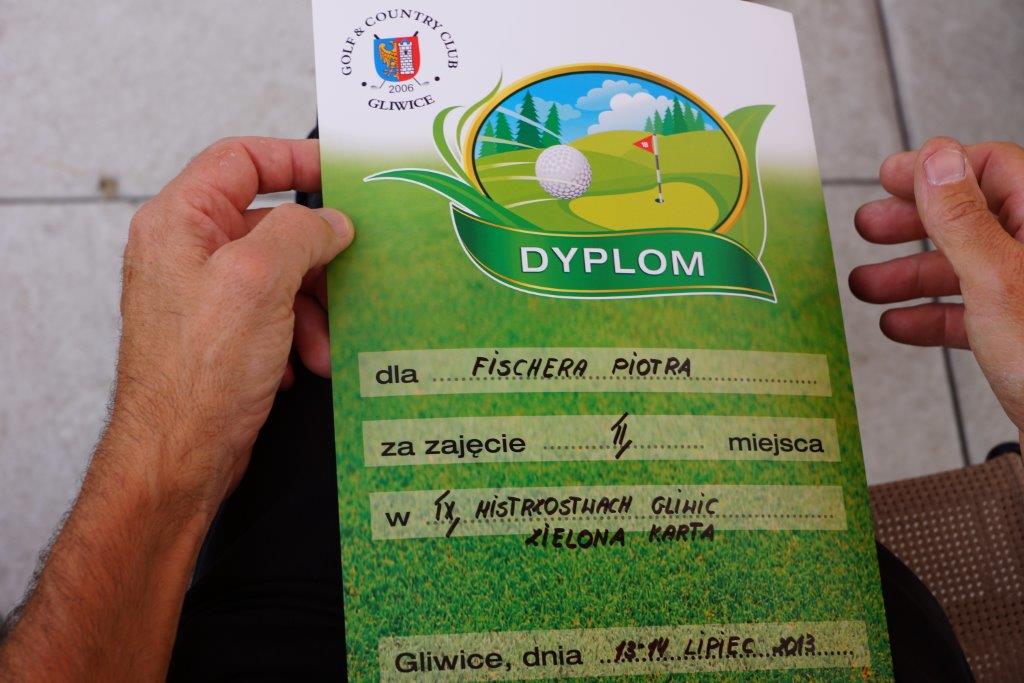 GOLF & COUNTRY CLUB
2006
GLIWICE
18
DYPLOM
dla FISCHERA PIOTRA
za zajęcie II miejsca
w IX MISTRZOSTWACH GLIWIC
ZIELONA KARTA
Gliwice, dnia 13-14 LIPIEC 2013